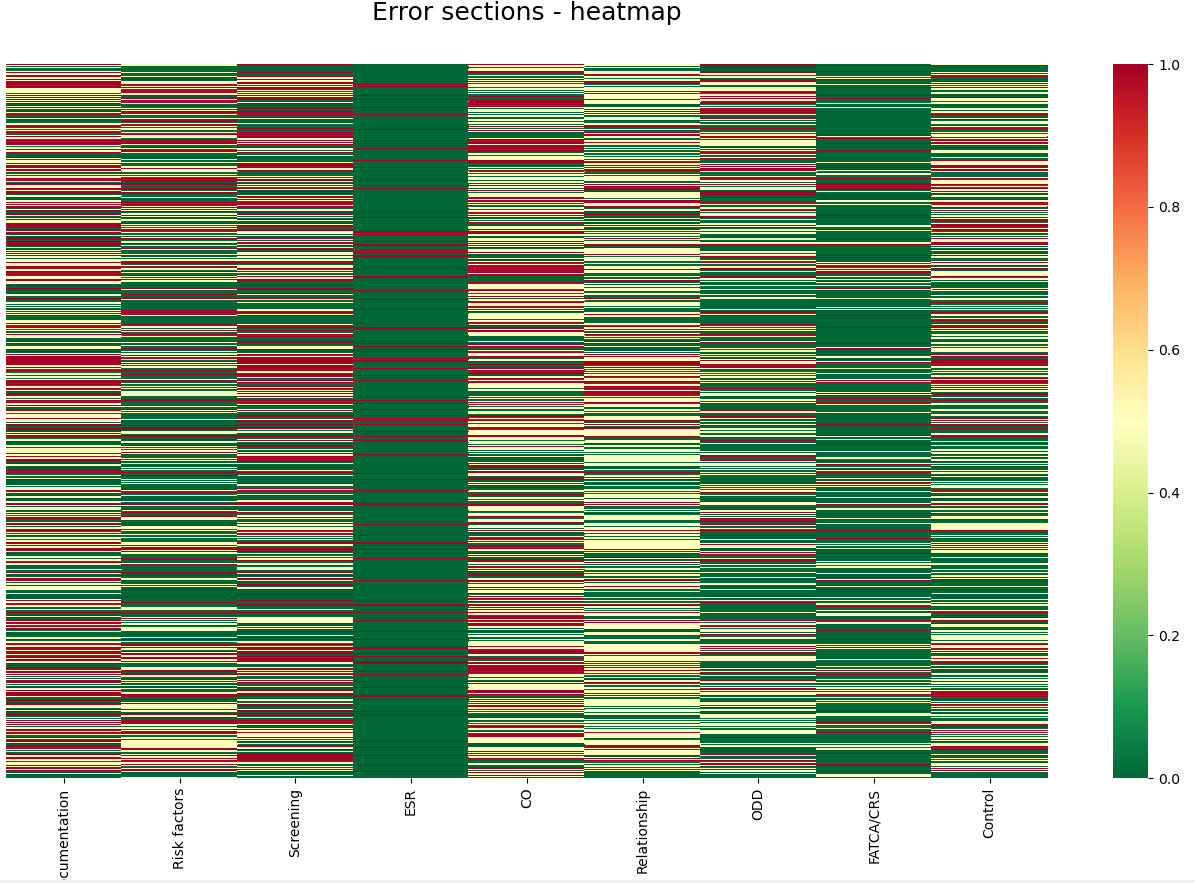 Error sections - heatmap
1.0
0.8
0.6
0.4
0.2
0.0
cumentation
Risk factors
Screening
ESR
CO
Relationship
ODD
FATCA/CRS
Control